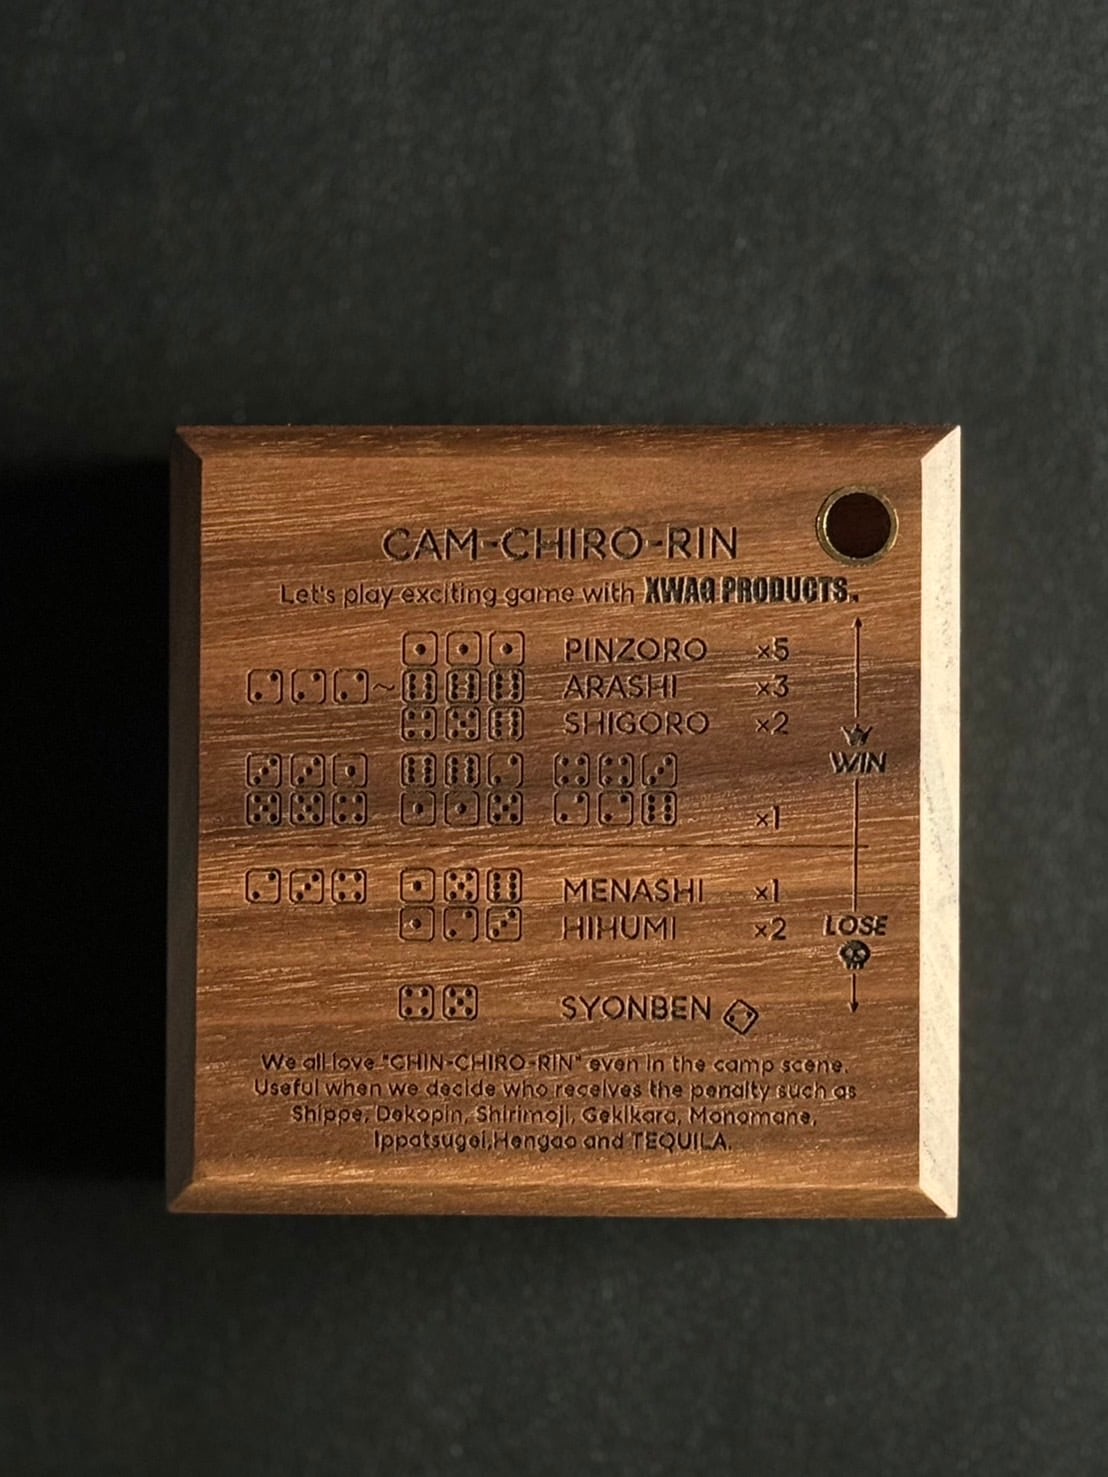 CAM-CHIRO-RIN
Let's play exciting game with XWAG PRODUCTS.
PINZORO ×5
~ ARASHI ×3
SHIGORO ×2
WIN
×1
MENASHI ×1
HIHUMI ×2
LOSE
SYONBEN
We all love "CHIN-CHIRO-RIN" even in the camp scene.
Useful when we decide who receives the penalty such as
Shippe, Dekopin, Shirimoji, Gekikara, Monomane,
Ippatsugei,Hengao and TEQUILA.